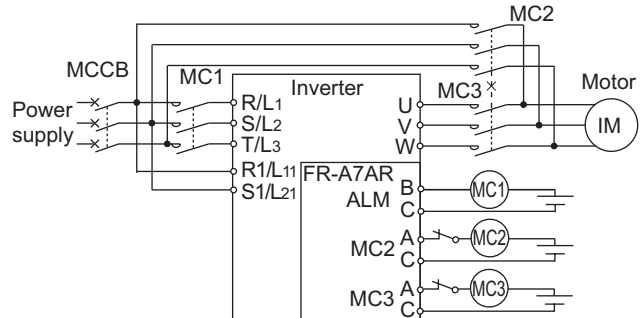 MC2
MCCB
MC1
Inverter
MC3
Motor
Power
supply
R/L1
S/L2
T/L3
R1/L11
S1/L21
U
V
W
IM
FR-A7AR
ALM
B
C
MC1
MC2
A
C
MC2
MC3
A
C
MC3